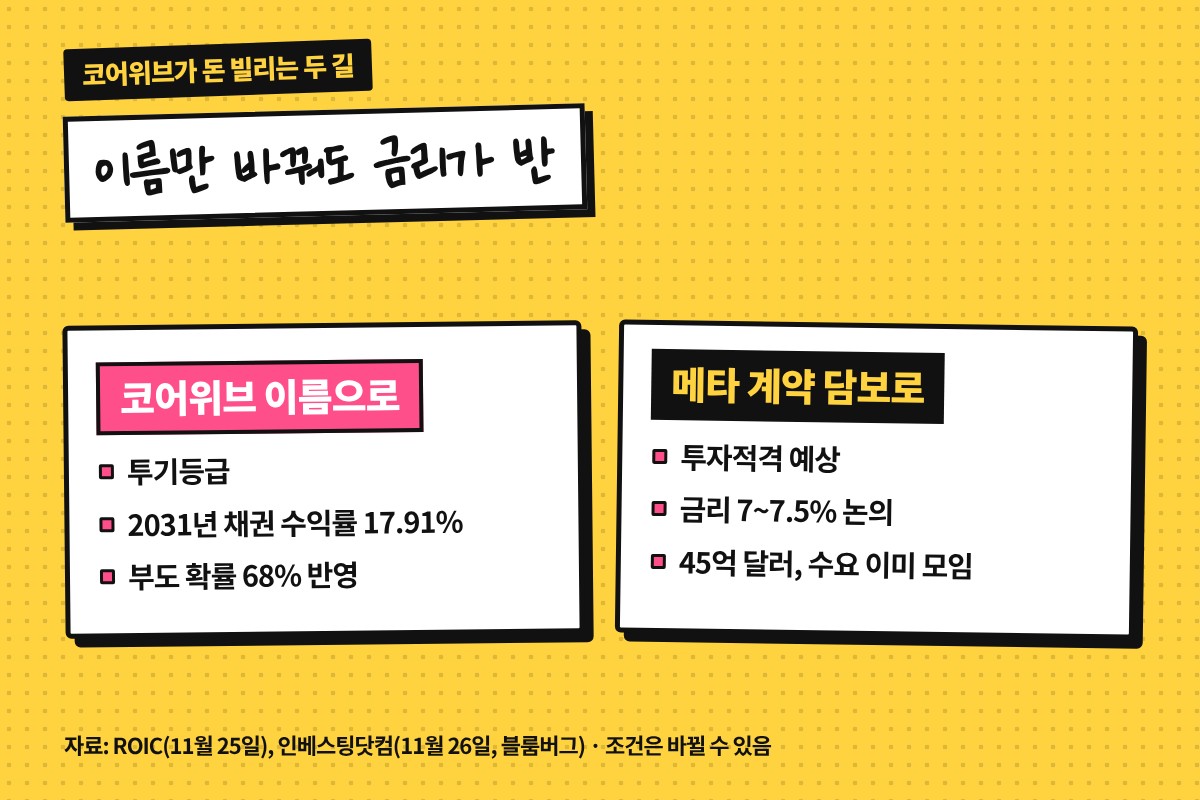 코어위브가 돈 빌리는 두 길
이름만 바꿔도 금리가 반
코어위브 이름으로
투기등급
2031년 채권 수익률 17.91%
부도 확률 68% 반영
메타 계약 담보로
투자적격 예상
금리 7~7.5% 논의
45억 달러, 수요 이미 모임
자료: ROIC(11월 25일), 인베스팅닷컴(11월 26일, 블룸버그) · 조건은 바뀔 수 있음